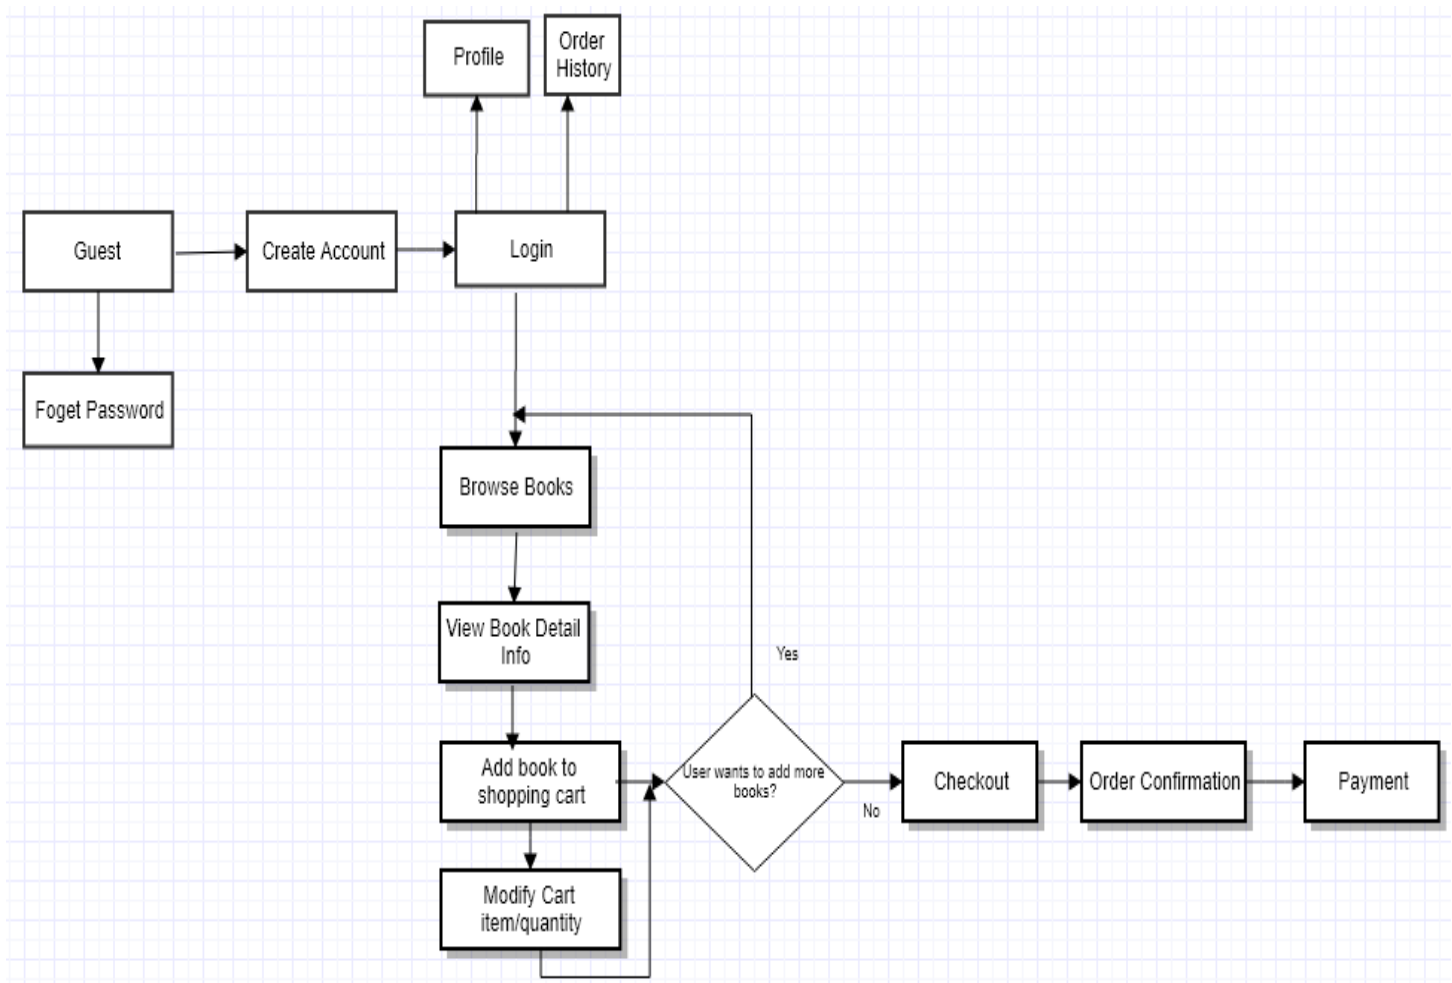 Profile
Order
History
Guest
Create Account
Login
Foget Password
Browse Books
View Book Detail
Info
Yes
Add book to
shopping cart
User wants to add more
books?
No
Checkout
Order Confirmation
Payment
Modify Cart
item/quantity